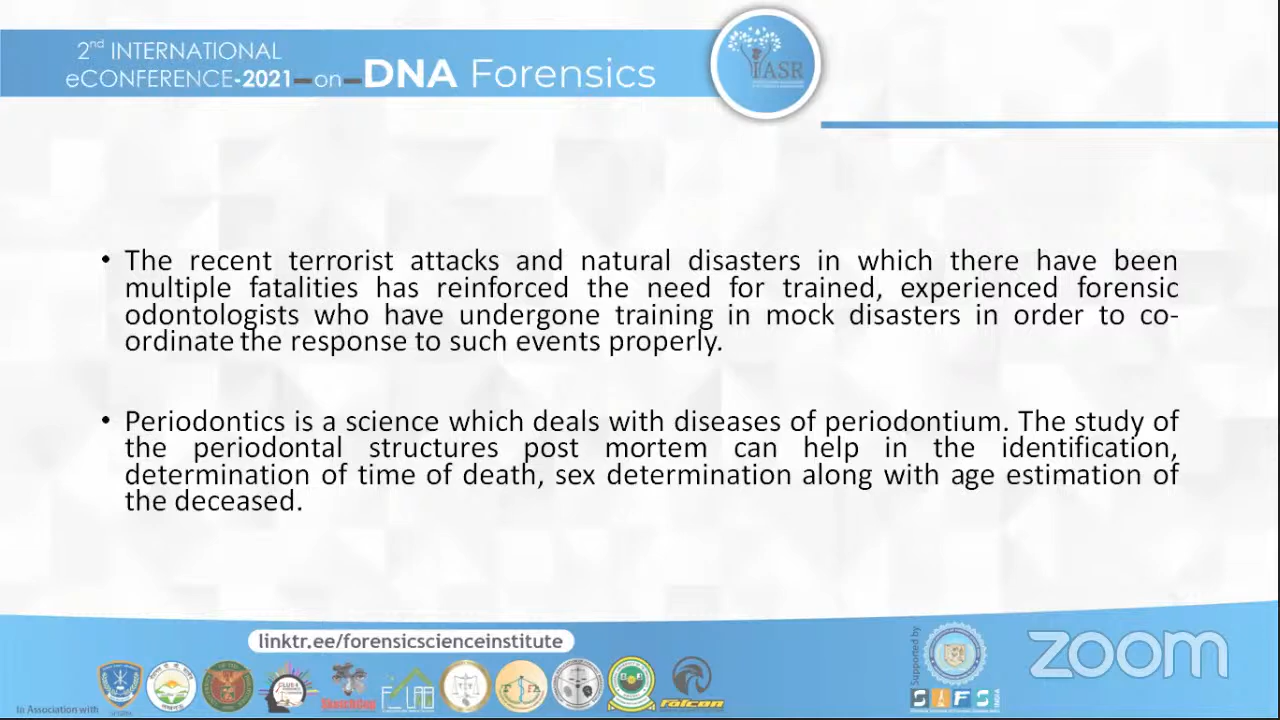 2nd INTERNATIONAL
eCONFERENCE-2021-on-DNA Forensics
IASR
• The recent terrorist attacks and natural disasters in which there have been
multiple fatalities has reinforced the need for trained, experienced forensic
odontologists who have undergone training in mock disasters in order to co-
ordinate the response to such events properly.
• Periodontics is a science which deals with diseases of periodontium. The study of
the periodontal structures post mortem can help in the identification,
determination of time of death, sex determination along with age estimation of
the deceased.
linktr.ee/forensicscienceinstitute
In Association with
falcon
Supported by
SIFS
INDIA
zoom